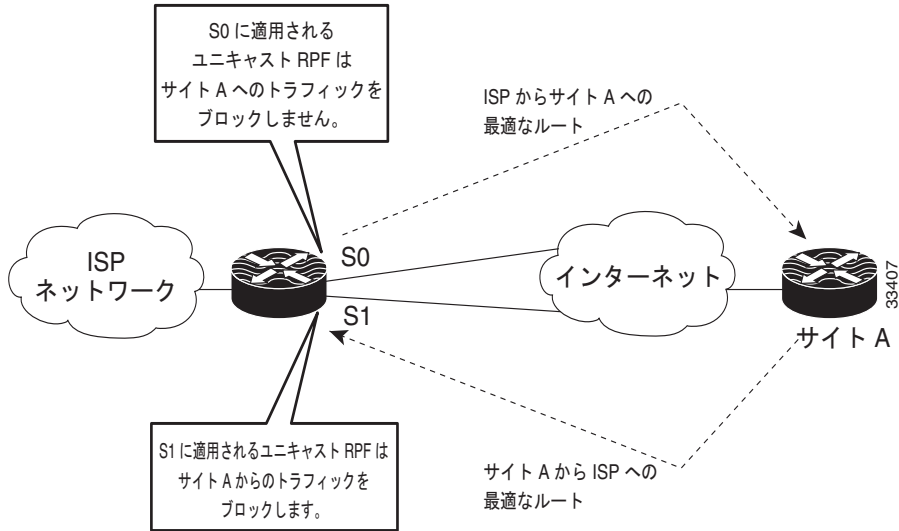 S0 に適用される
ユニキャスト RPF は
サイト A へのトラフィックを
ブロックしません。
ISP からサイト A への
最適なルート
ISP
ネットワーク
S0
S1
インターネット
サイト A
33407
S1 に適用されるユニキャスト RPF は
サイト A からのトラフィックを
ブロックします。
サイト A から ISP への
最適なルート